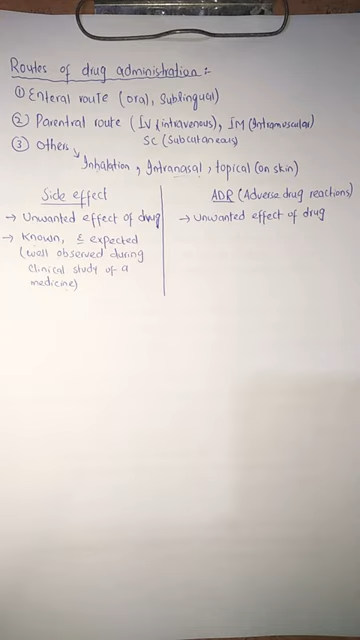 Routes of drug administration :-
① Enteral route (oral, Sublingual)
② Parentral route (IV (intravenous), IM (Intramuscular)
SC (Subcutaneous)
③ Others
Inhalation, Intranasal, topical (on skin)
Side effect
→ Unwanted effect of drug
→ Known, & expected
(well observed during
clinical study of a
medicine)
ADR (Adverse drug reactions)
→ Unwanted effect of drug